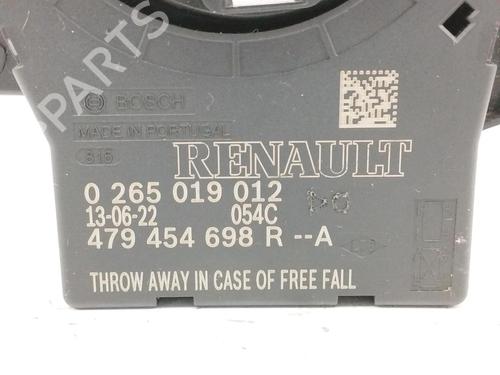 PARTS
BOSCH
MADE IN PORTUGAL
816
RENAULT
0 265 019 012
13-06-22 054C
479 454 698 R --A
THROW AWAY IN CASE OF FREE FALL